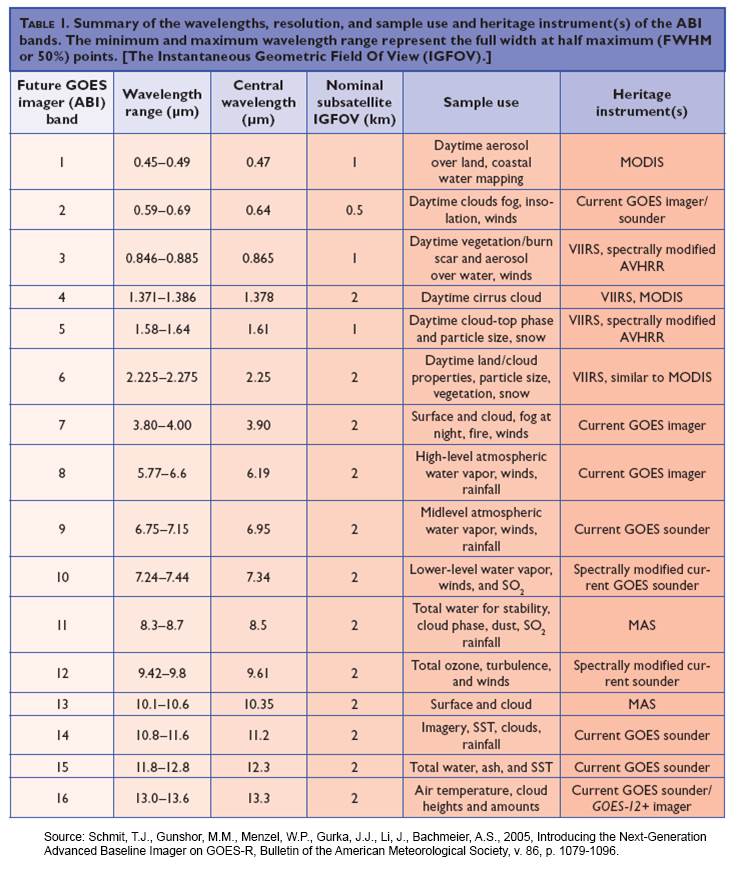 TABLE 1. Summary of the wavelengths, resolution, and sample use and heritage instrument(s) of the ABI
bands. The minimum and maximum wavelength range represent the full width at half maximum (FWHM
or 50%) points. [The Instantaneous Geometric Field Of View (IGFOV).]
Future GOES
imager (ABI)
band
Wavelength
range (μm)
Central
wavelength
(μm)
Nominal
subsatellite
IGFOV (km)
Sample use
Heritage
instrument(s)
1
0.45–0.49
0.47
1
Daytime aerosol
over land, coastal
water mapping
MODIS
2
0.59–0.69
0.64
0.5
Daytime clouds fog, inso-
lation, winds
Current GOES imager/
sounder
3
0.846–0.885
0.865
1
Daytime vegetation/burn
scar and aerosol
over water, winds
VIIRS, spectrally modified
AVHRR
4
1.371–1.386
1.378
2
Daytime cirrus cloud
VIIRS, MODIS
5
1.58–1.64
1.61
1
Daytime cloud-top phase
and particle size, snow
VIIRS, spectrally modified
AVHRR
6
2.225–2.275
2.25
2
Daytime land/cloud
properties, particle size,
vegetation, snow
VIIRS, similar to MODIS
7
3.80–4.00
3.90
2
Surface and cloud, fog at
night, fire, winds
Current GOES imager
8
5.77–6.6
6.19
2
High-level atmospheric
water vapor, winds,
rainfall
Current GOES imager
9
6.75–7.15
6.95
2
Midlevel atmospheric
water vapor, winds,
rainfall
Current GOES sounder
10
7.24–7.44
7.34
2
Lower-level water vapor,
winds, and SO₂
Spectrally modified cur-
rent GOES sounder
11
8.3–8.7
8.5
2
Total water for stability,
cloud phase, dust, SO₂
rainfall
MAS
12
9.42–9.8
9.61
2
Total ozone, turbulence,
and winds
Spectrally modified cur-
rent sounder
13
10.1–10.6
10.35
2
Surface and cloud
MAS
14
10.8–11.6
11.2
2
Imagery, SST, clouds,
rainfall
Current GOES sounder
15
11.8–12.8
12.3
2
Total water, ash, and SST
Current GOES sounder
16
13.0–13.6
13.3
2
Air temperature, cloud
heights and amounts
Current GOES sounder/
GOES-12+ imager
Source: Schmit, T.J., Gunshor, M.M., Menzel, W.P., Gurka, J.J., Li, J., Bachmeier, A.S., 2005, Introducing the Next-Generation
Advanced Baseline Imager on GOES-R, Bulletin of the American Meteorological Society, v. 86, p. 1079-1096.